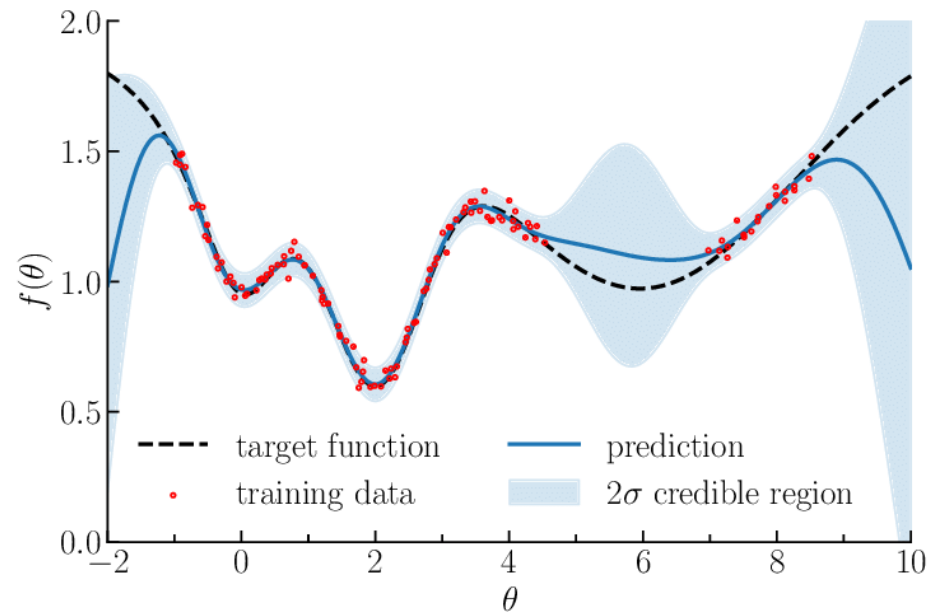 2.0
1.5
1.0
0.5
0.0
f(θ)
target function
prediction
training data
2σ credible region
−2 0 2 4 6 8 10
θ